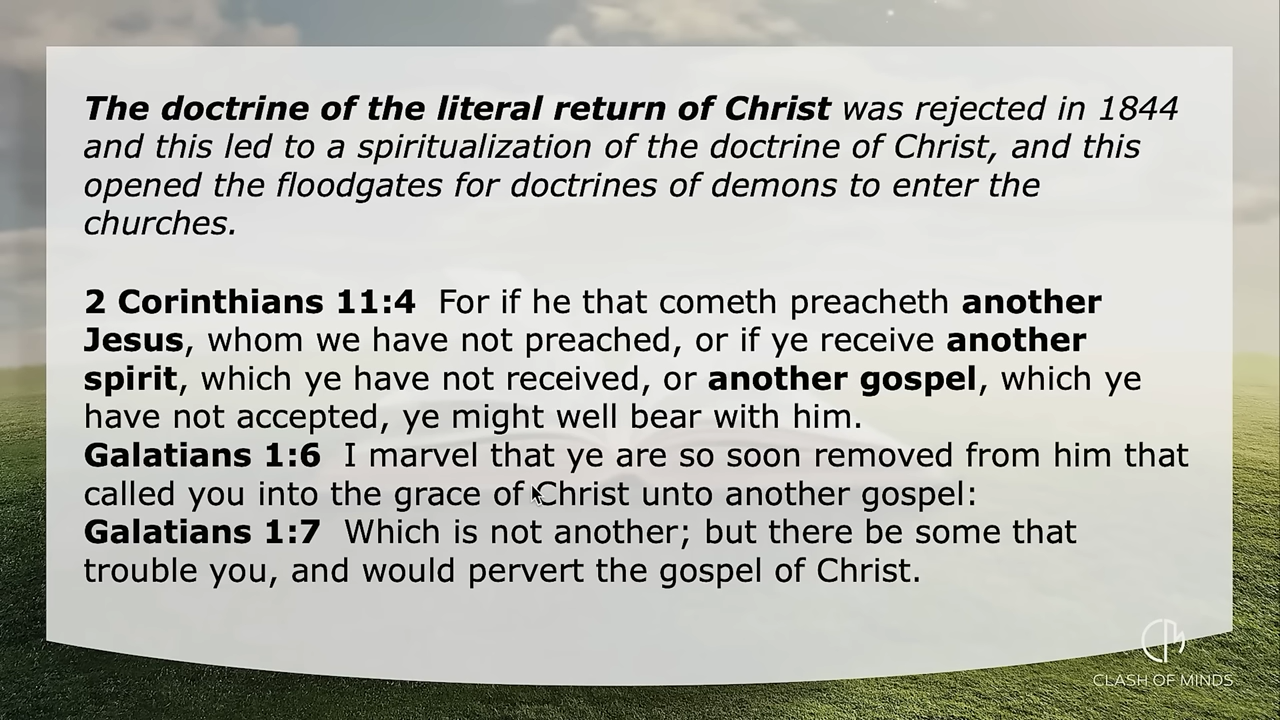 The doctrine of the literal return of Christ was rejected in 1844
and this led to a spiritualization of the doctrine of Christ, and this
opened the floodgates for doctrines of demons to enter the
churches.
2 Corinthians 11:4 For if he that cometh preacheth another
Jesus, whom we have not preached, or if ye receive another
spirit, which ye have not received, or another gospel, which ye
have not accepted, ye might well bear with him.
Galatians 1:6 I marvel that ye are so soon removed from him that
called you into the grace of Christ unto another gospel:
Galatians 1:7 Which is not another; but there be some that
trouble you, and would pervert the gospel of Christ.
CLASH OF MINDS